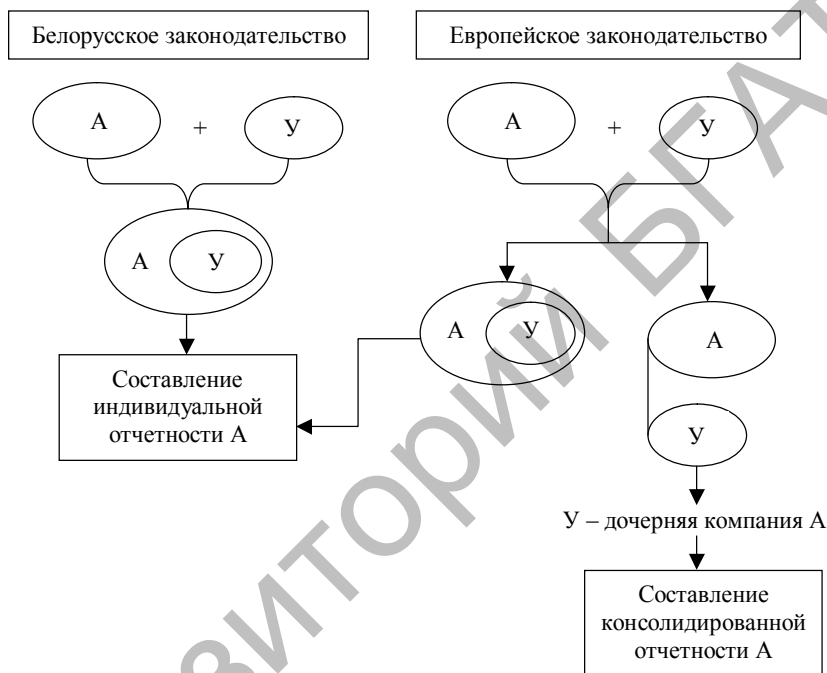 Белорусское законодательство
Европейское законодательство
А + У
А + У
А У
А У
А
У
Составление
индивидуальной
отчетности А
У – дочерняя компания А
Составление
консолидированной
отчетности А